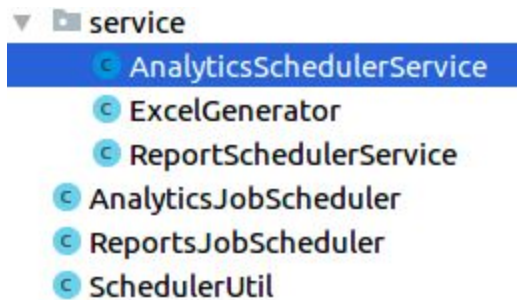 service
C AnalyticsSchedulerService
C ExcelGenerator
C ReportSchedulerService
C AnalyticsJobScheduler
C ReportsJobScheduler
C SchedulerUtil